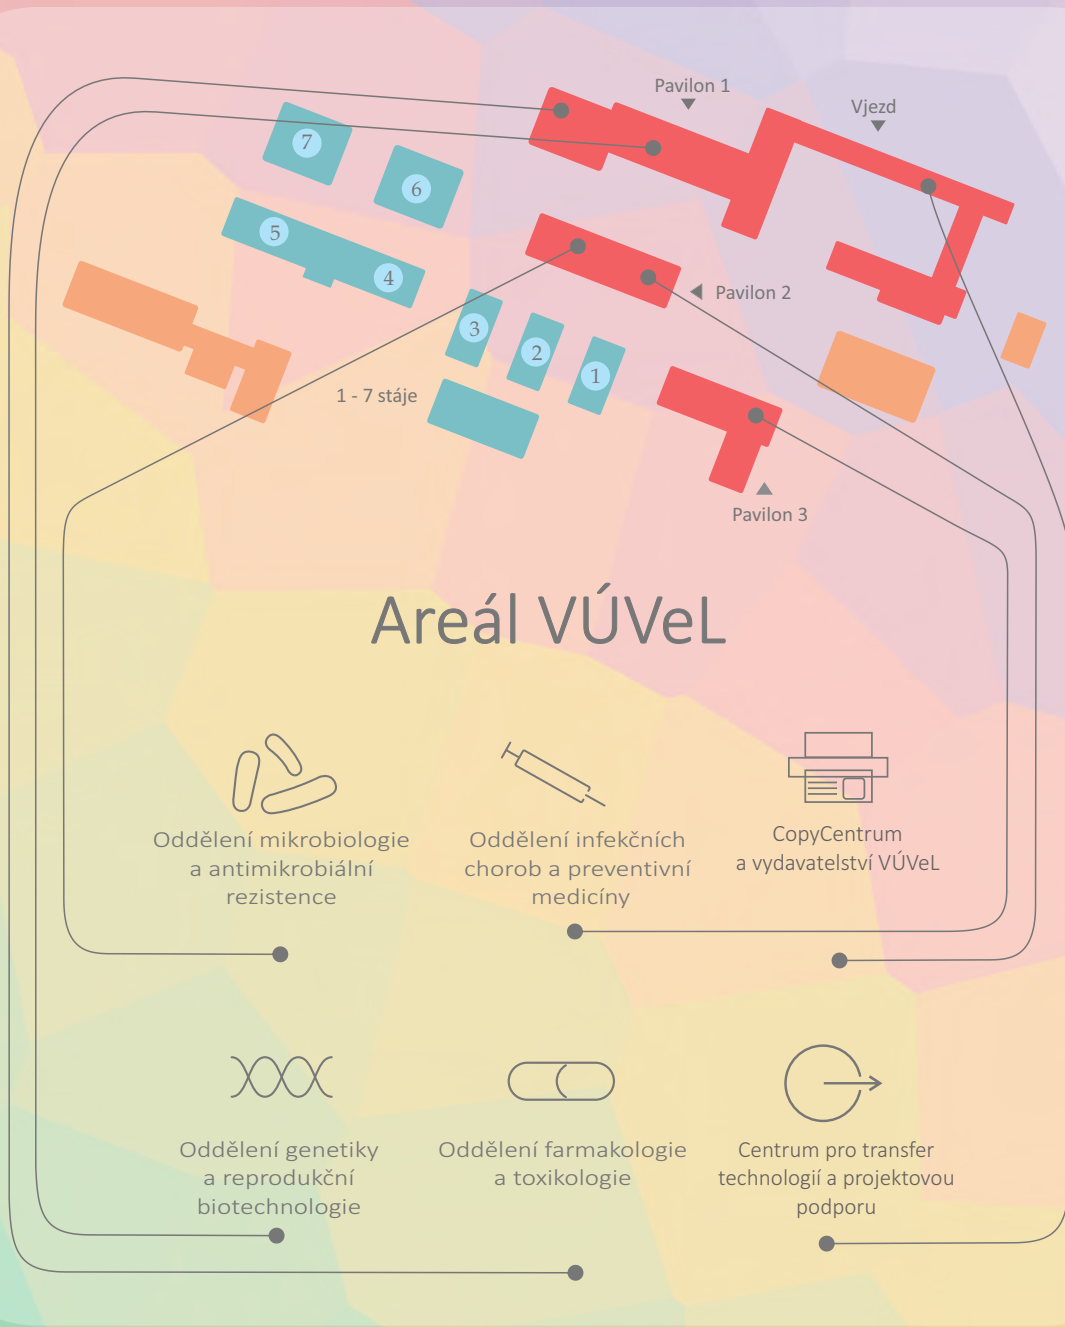 Pavilon 1
Vjezd
7
6
5
4
Pavilon 2
3
2
1
1 - 7 stáje
Pavilon 3
Areál VÚVeL
Oddělení mikrobiologie
a antimikrobiální
rezistence
Oddělení infekčních
chorob a preventivní
medicíny
CopyCentrum
a vydavatelství VÚVeL
Oddělení genetiky
a reprodukční
biotechnologie
Oddělení farmakologie
a toxikologie
Centrum pro transfer
technologií a projektovou
podporu